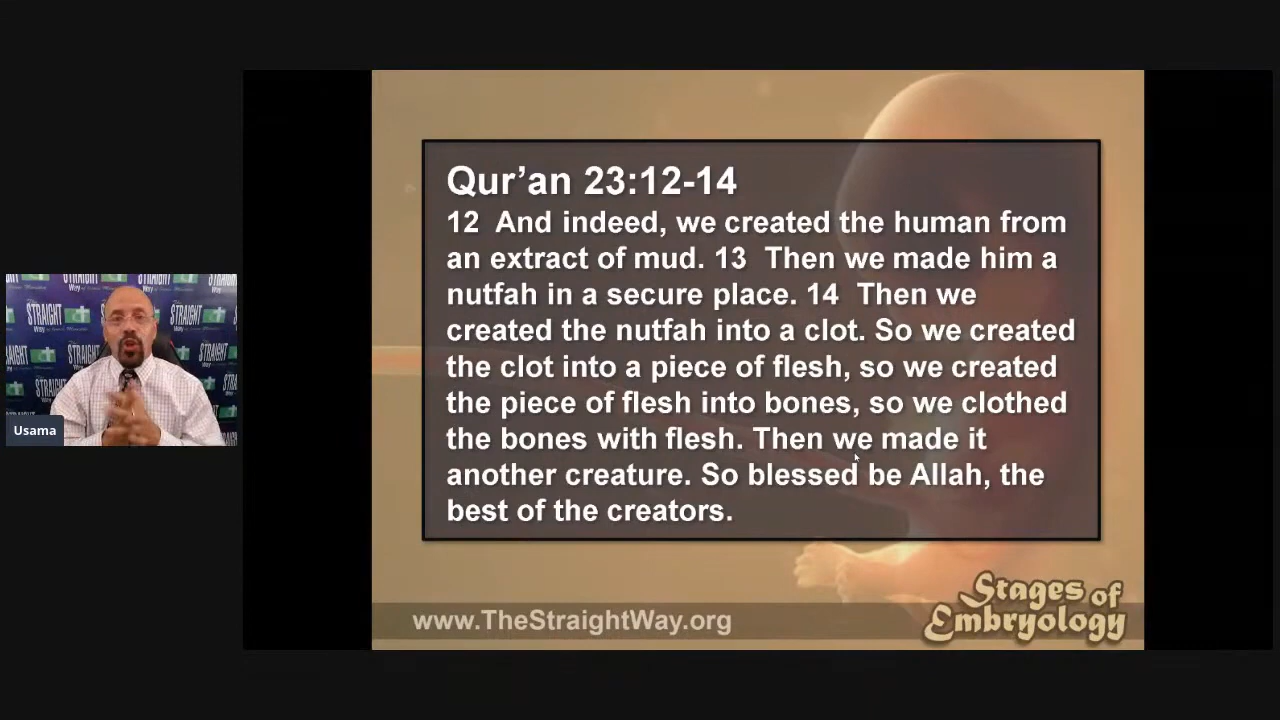 Qur’an 23:12-14
12 And indeed, we created the human from
an extract of mud. 13 Then we made him a
nutfah in a secure place. 14 Then we
created the nutfah into a clot. So we created
the clot into a piece of flesh, so we created
the piece of flesh into bones, so we clothed
the bones with flesh. Then we made it
another creature. So blessed be Allah, the
best of the creators.
www.TheStraightWay.org
Stages of
Embryology
STRAIGHT
Way
Usama